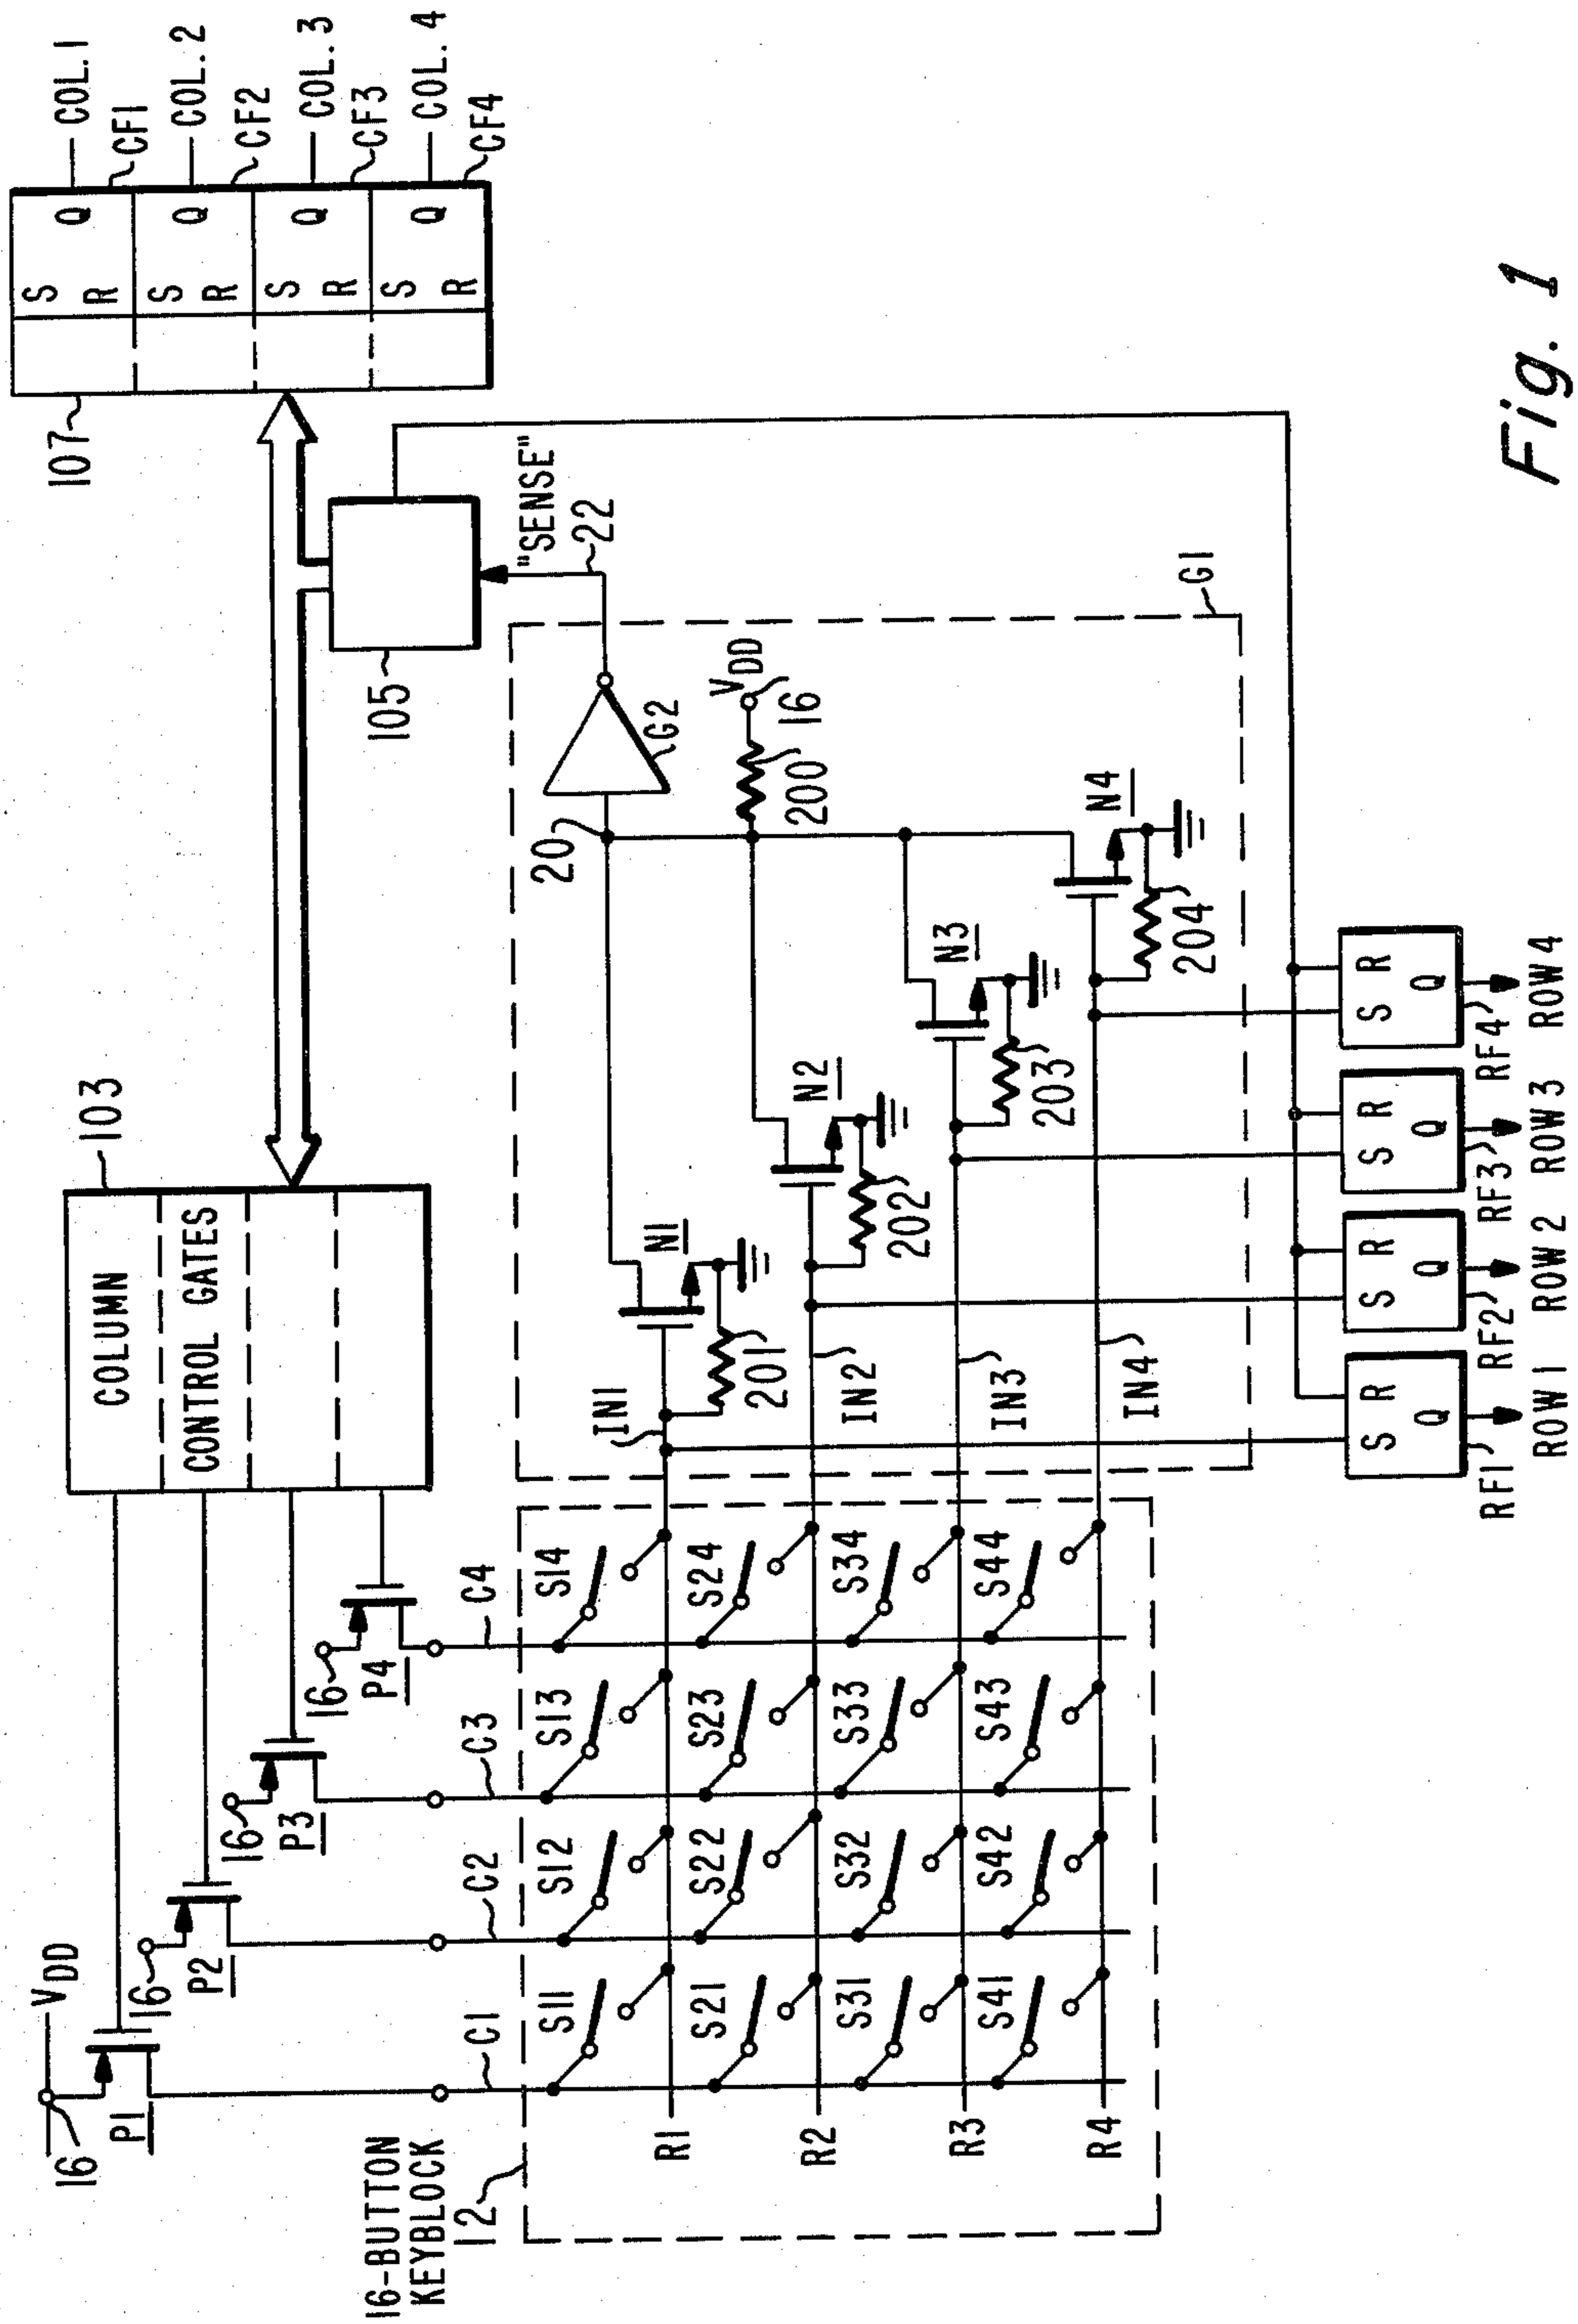 VDD
16
P1
16
P2
16
P3
16
P4
COLUMN
CONTROL GATES
103
107
S
R
Q
COL. 1
CF1
S
R
Q
COL. 2
CF2
S
R
Q
COL. 3
CF3
S
R
Q
COL. 4
CF4
105
"SENSE"
22
16-BUTTON
KEYBLOCK
12
C1
C2
C3
C4
S11
S12
S13
S14
R1
S21
S22
S23
S24
R2
S31
S32
S33
S34
R3
S41
S42
S43
S44
R4
IN1
N1
201
20
G2
VDD
16
200
IN2
N2
202
IN3
N3
203
IN4
N4
204
G1
S
R
Q
RF1
ROW 1
S
R
Q
RF2
ROW 2
S
R
Q
RF3
ROW 3
S
R
Q
RF4
ROW 4
Fig. 1